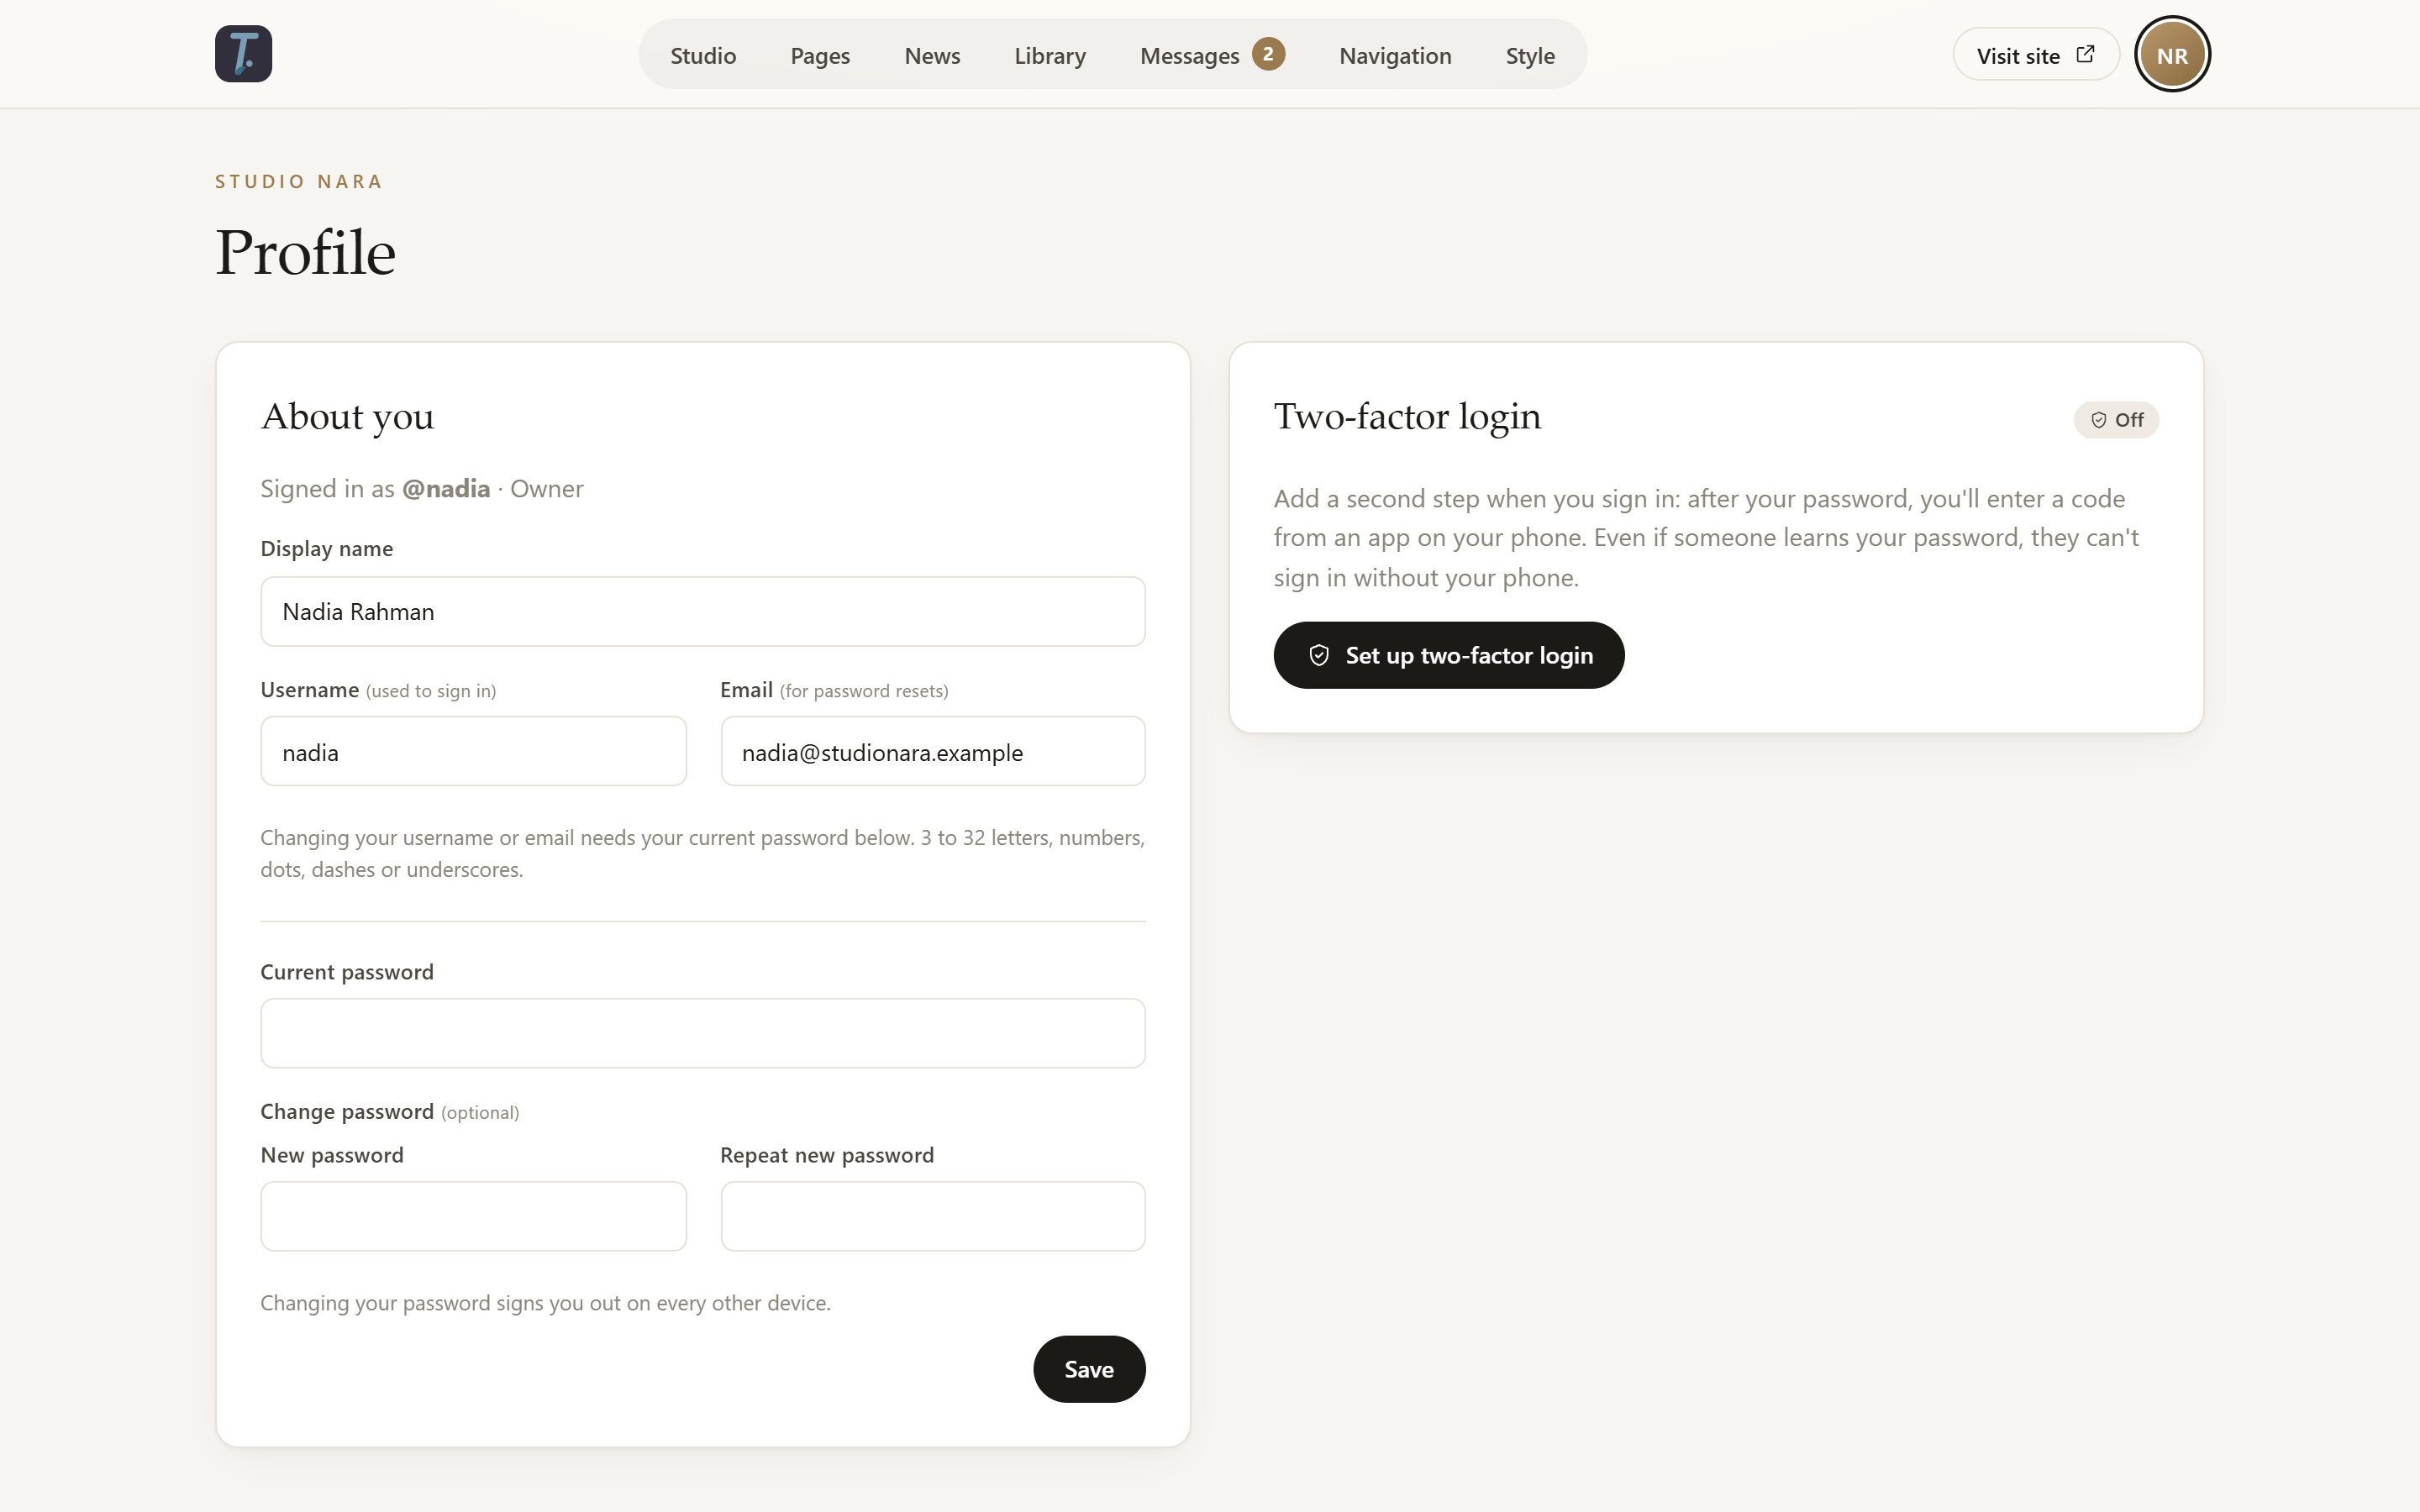 T.
Studio
Pages
News
Library
Messages 2
Navigation
Style
Visit site
NR
STUDIO NARA
Profile
About you
Signed in as @nadia · Owner
Display name
Nadia Rahman
Username (used to sign in)
Email (for password resets)
nadia
nadia@studionara.example
Changing your username or email needs your current password below. 3 to 32 letters, numbers,
dots, dashes or underscores.
Current password
Change password (optional)
New password
Repeat new password
Changing your password signs you out on every other device.
Save
Two-factor login
Off
Add a second step when you sign in: after your password, you'll enter a code
from an app on your phone. Even if someone learns your password, they can't
sign in without your phone.
Set up two-factor login